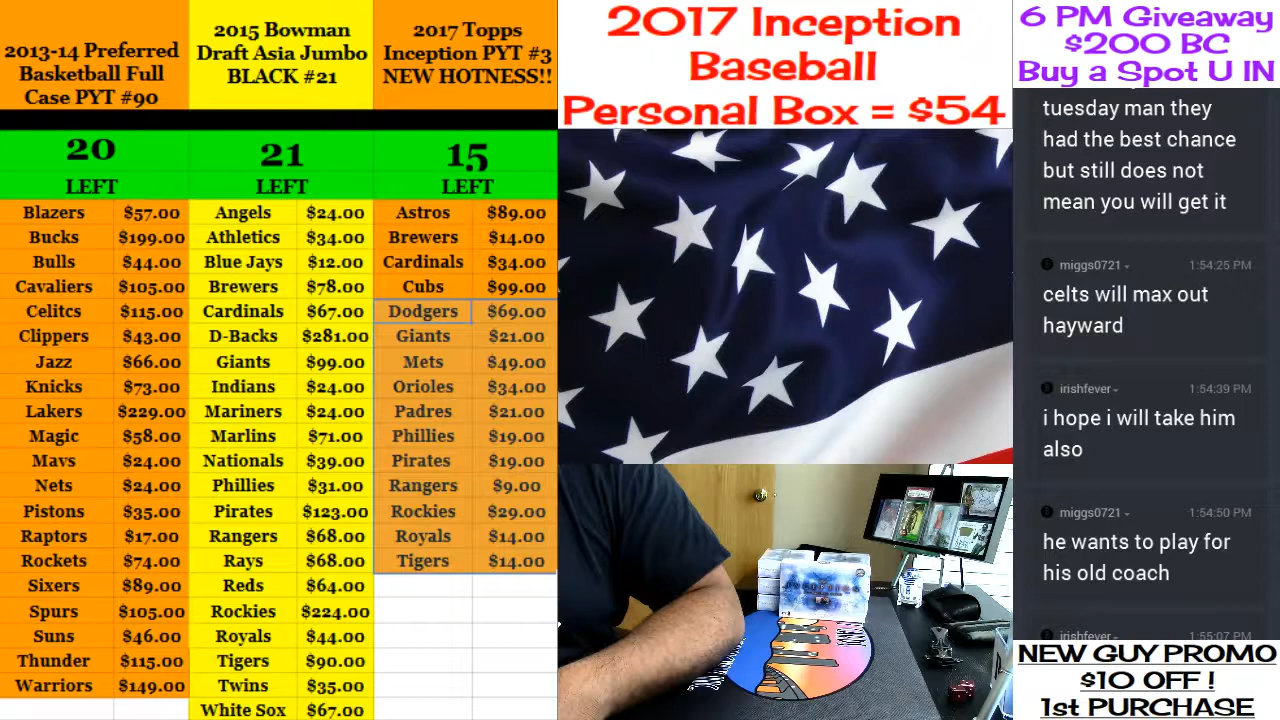 2013-14 Preferred
Basketball Full
Case PYT #90
20
LEFT
Blazers $57.00
Bucks $199.00
Bulls $44.00
Cavaliers $105.00
Celitcs $115.00
Clippers $43.00
Jazz $66.00
Knicks $73.00
Lakers $229.00
Magic $58.00
Mavs $24.00
Nets $24.00
Pistons $35.00
Raptors $17.00
Rockets $74.00
Sixers $89.00
Spurs $105.00
Suns $46.00
Thunder $115.00
Warriors $149.00
2015 Bowman
Draft Asia Jumbo
BLACK #21
21
LEFT
Angels $24.00
Athletics $34.00
Blue Jays $12.00
Brewers $78.00
Cardinals $67.00
D-Backs $281.00
Giants $99.00
Indians $24.00
Mariners $24.00
Marlins $71.00
Nationals $39.00
Phillies $31.00
Pirates $123.00
Rangers $68.00
Rays $68.00
Reds $64.00
Rockies $224.00
Royals $44.00
Tigers $90.00
Twins $35.00
White Sox $67.00
2017 Topps
Inception PYT #3
NEW HOTNESS!!
15
LEFT
Astros $89.00
Brewers $14.00
Cardinals $34.00
Cubs $99.00
Dodgers $69.00
Giants $21.00
Mets $49.00
Orioles $34.00
Padres $21.00
Phillies $19.00
Pirates $19.00
Rangers $9.00
Rockies $29.00
Royals $14.00
Tigers $14.00
2017 Inception
Baseball
Personal Box = $54
INCEPTION
6 PM Giveaway
$200 BC
Buy a Spot U IN
tuesday man they
had the best chance
but still does not
mean you will get it
miggs0721 1:54:25 PM
celts will max out
hayward
irishfever 1:54:39 PM
i hope i will take him
also
miggs0721 1:54:50 PM
he wants to play for
his old coach
irishfever 1:55:07 PM
NEW GUY PROMO
$10 OFF !
1st PURCHASE